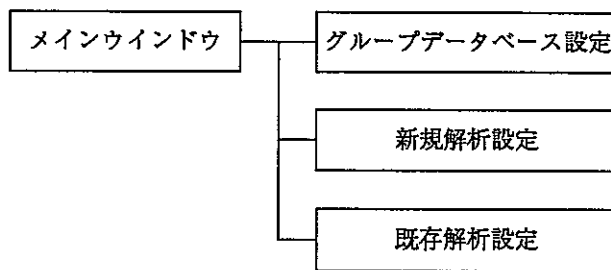 メインウインドウ
グループデータベース設定
新規解析設定
既存解析設定